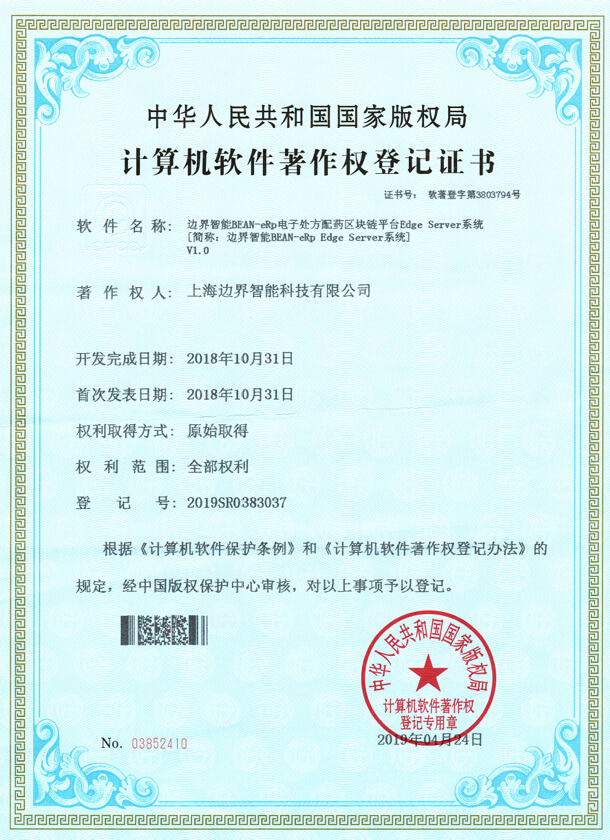 中华人民共和国国家版权局
计算机软件著作权登记证书
证书号： 软著登字第3803794号
软件名称： 边界智能BEAN-eRp电子处方配药区块链平台Edge Server系统
[简称：边界智能BEAN-eRp Edge Server系统]
V1.0
著作权人： 上海边界智能科技有限公司
开发完成日期： 2018年10月31日
首次发表日期： 2018年10月31日
权利取得方式： 原始取得
权利范围： 全部权利
登记号： 2019SR0383037
根据《计算机软件保护条例》和《计算机软件著作权登记办法》的
规定，经中国版权保护中心审核，对以上事项予以登记。
中华人民共和国国家版权局
计算机软件著作权
登记专用章
No. 03852410
2019年04月24日